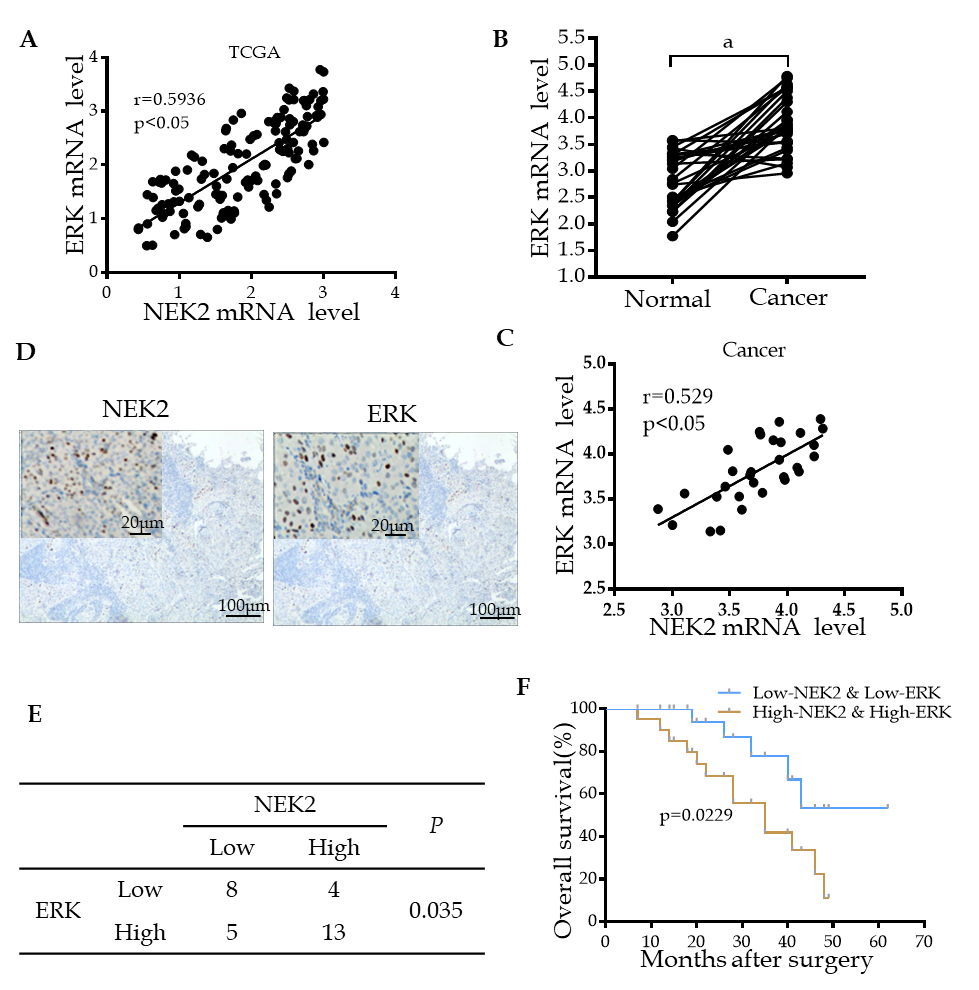 A
TCGA
ERK mRNA level
4
3
2
1
0
r=0.5936
p<0.05
0 1 2 3 4
NEK2 mRNA level
B
a
ERK mRNA level
5.5
5.0
4.5
4.0
3.5
3.0
2.5
2.0
1.5
1.0
Normal Cancer
C
Cancer
ERK mRNA level
5.0
4.5
4.0
3.5
3.0
2.5
r=0.529
p<0.05
2.5 3.0 3.5 4.0 4.5 5.0
NEK2 mRNA level
D
NEK2 ERK
20μm 20μm
100μm 100μm
E
NEK2 P
Low High
ERK Low 8 4 0.035
High 5 13
F
Low-NEK2 & Low-ERK
High-NEK2 & High-ERK
Overall survival(%)
100
80
60
40
20
0
p=0.0229
0 10 20 30 40 50 60 70
Months after surgery